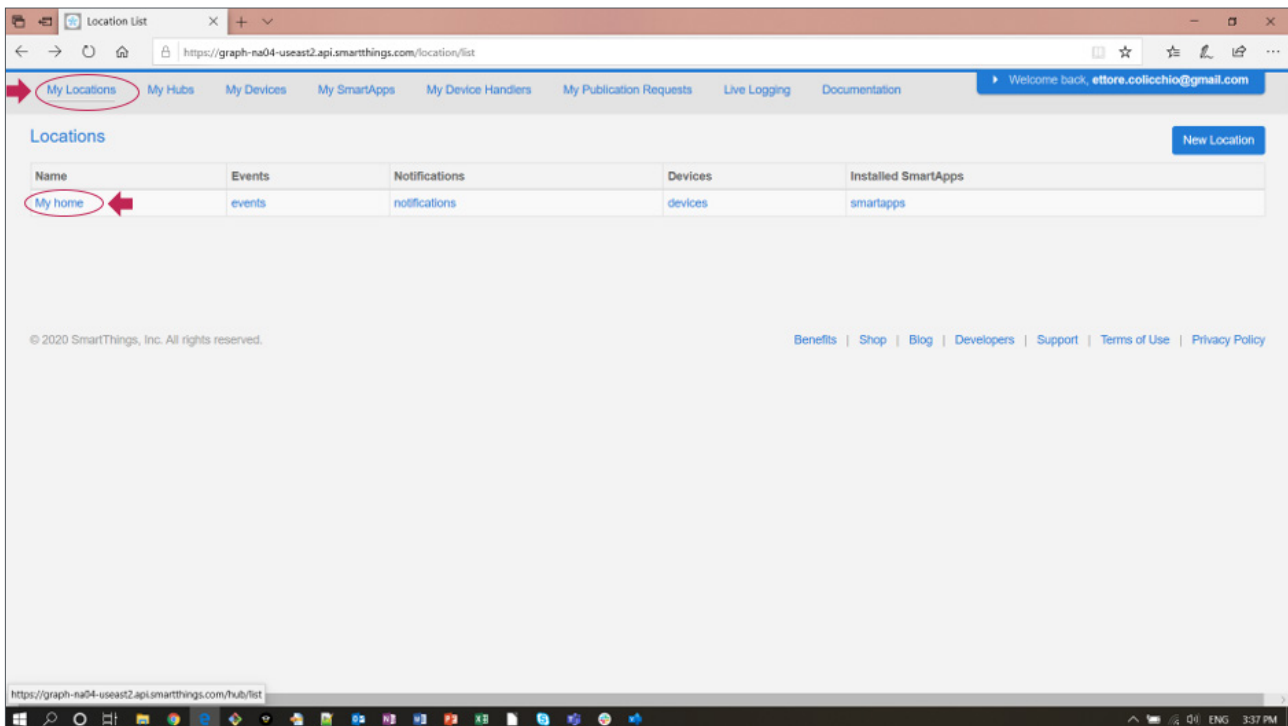 Location List
https://graph-na04-useast2.api.smartthings.com/location/list
My Locations My Hubs My Devices My SmartApps My Device Handlers My Publication Requests Live Logging Documentation Welcome back, ettore.colicchio@gmail.com
Locations New Location
Name Events Notifications Devices Installed SmartApps
My home events notifications devices smartapps
© 2020 SmartThings, Inc. All rights reserved. Benefits | Shop | Blog | Developers | Support | Terms of Use | Privacy Policy
https://graph-na04-useast2.api.smartthings.com/hub/list
ENG 3:37 PM